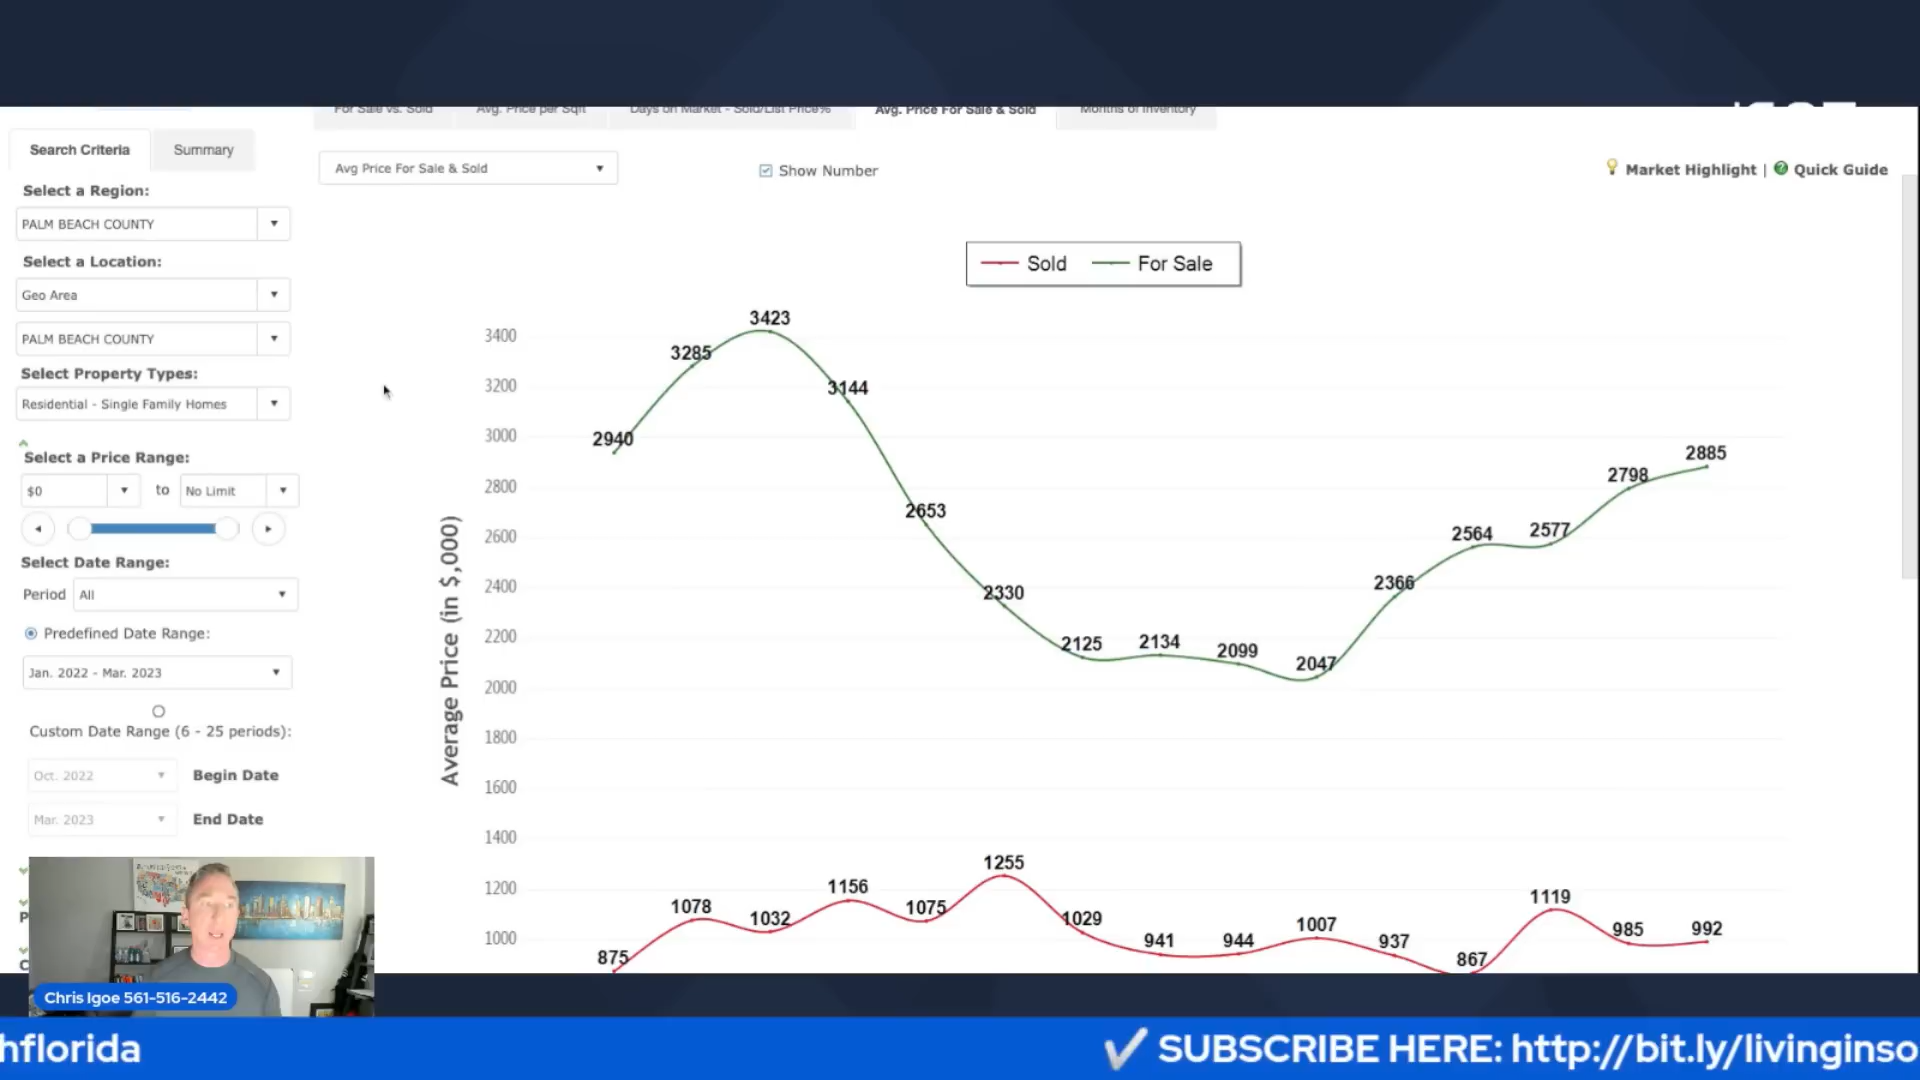 For Sale vs. Sold
Avg. Price per Sqft
Days on Market - Sold/List Price%
Avg. Price For Sale & Sold
Months of Inventory
Search Criteria
Summary
Avg Price For Sale & Sold
Show Number
Market Highlight | Quick Guide
Select a Region:
PALM BEACH COUNTY
Select a Location:
Geo Area
PALM BEACH COUNTY
Select Property Types:
Residential - Single Family Homes
Select a Price Range:
$0 to No Limit
Select Date Range:
Period All
Predefined Date Range:
Jan. 2022 - Mar. 2023
Custom Date Range (6 - 25 periods):
Oct. 2022 Begin Date
Mar. 2023 End Date
Sold For Sale
Average Price (in $,000)
3400
3200
3000
2800
2600
2400
2200
2000
1800
1600
1400
1200
1000
2940 3285 3423 3144 2653 2330 2125 2134 2099 2047 2366 2564 2577 2798 2885
875 1078 1032 1156 1075 1255 1029 941 944 1007 937 867 1119 985 992
Chris Igoe 561-516-2442
hflorida
✔ SUBSCRIBE HERE: http://bit.ly/livinginso